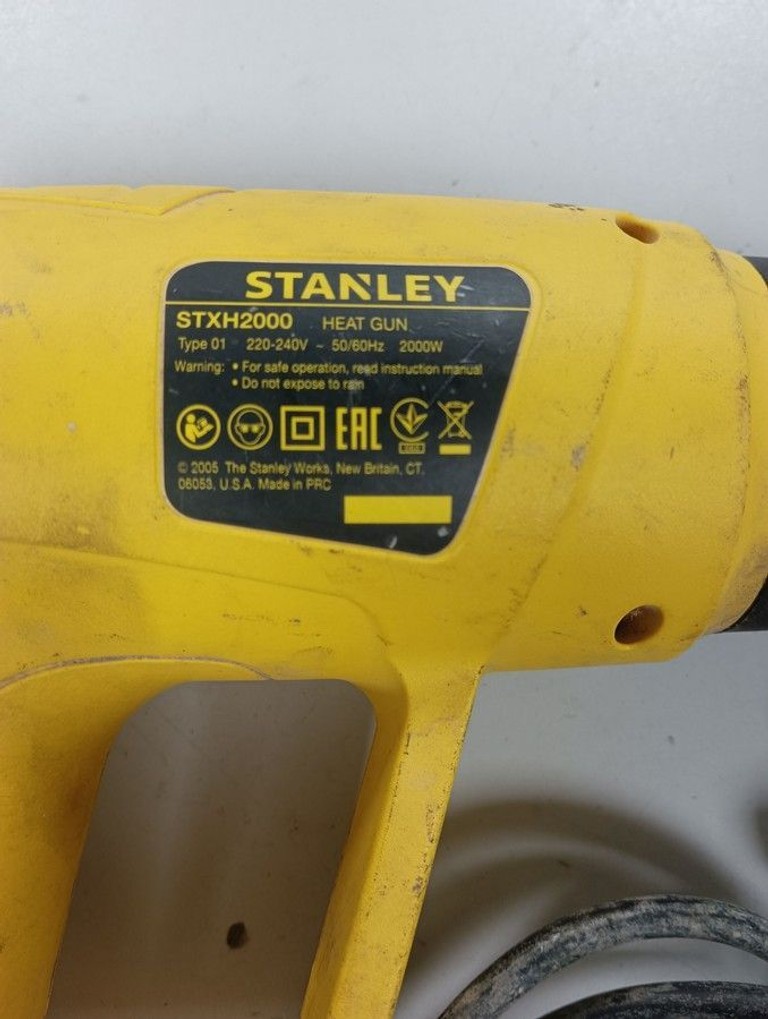 STANLEY
STXH2000 HEAT GUN
Type 01 220-240V ~ 50/60Hz 2000W
Warning: • For safe operation, read instruction manual
• Do not expose to rain
EAC
© 2005 The Stanley Works, New Britain, CT.
06053, U.S.A. Made in PRC